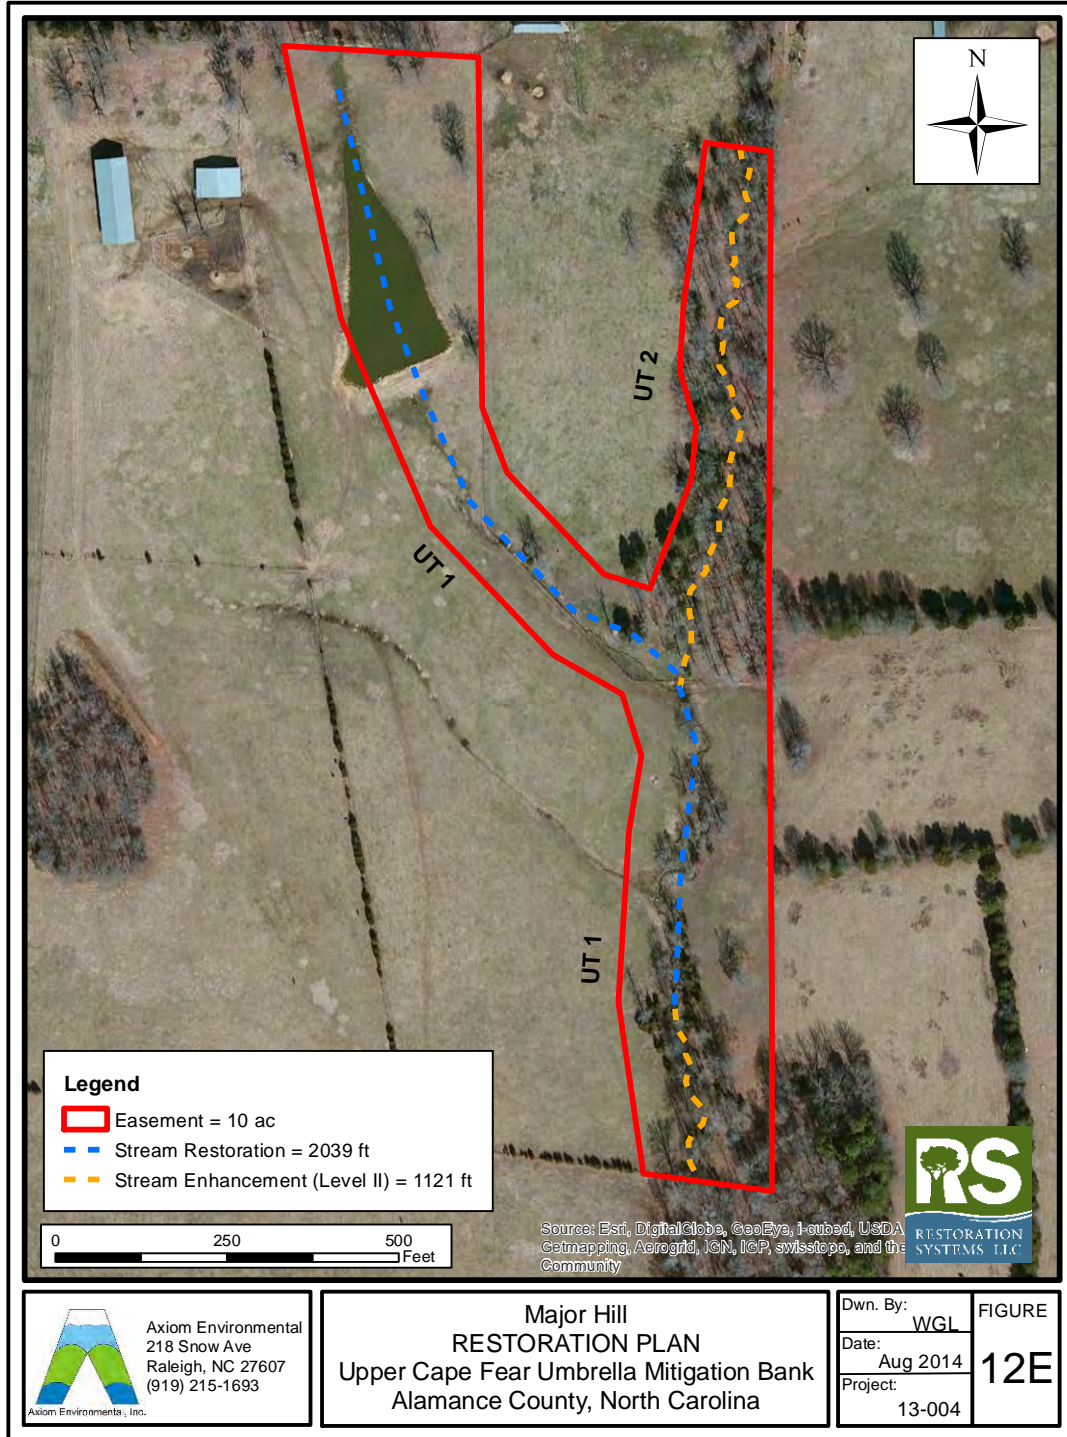 N
UT 2
UT 1
UT 1
Legend
Easement = 10 ac
Stream Restoration = 2039 ft
Stream Enhancement (Level II) = 1121 ft
0 250 500
Feet
Source: Esri, DigitalGlobe, GeoEye, i-cubed, USDA
Getmapping, Aerogrid, IGN, IGP, swisstopo, and the
Community
RS
RESTORATION
SYSTEMS LLC
Axiom Environmental
218 Snow Ave
Raleigh, NC 27607
(919) 215-1693
Axiom Environmental, Inc.
Major Hill
RESTORATION PLAN
Upper Cape Fear Umbrella Mitigation Bank
Alamance County, North Carolina
Dwn. By:
WGL
Date:
Aug 2014
Project:
13-004
FIGURE
12E